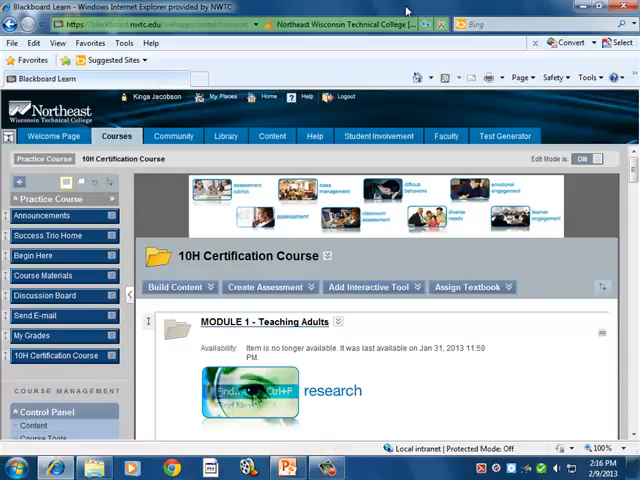 Blackboard Learn - Windows Internet Explorer provided by NWTC
Northeast Wisconsin Technical College [...
Bing
File Edit View Favorites Tools Help
Convert Select
Favorites Suggested Sites
Blackboard Learn
Page Safety Tools
Kinga Jacobson My Places Home Help Logout
Northeast
Wisconsin Technical College
Welcome Page Courses Community Library Content Help Student Involvement Faculty Test Generator
Practice Course 10H Certification Course Edit Mode is: ON
Practice Course
Announcements
Success Trio Home
Begin Here
Course Materials
Discussion Board
Send E-mail
My Grades
10H Certification Course
COURSE MANAGEMENT
Control Panel
Content
Course Tools
assessment rubrics
class management
difficult behaviors
emotional engagement
assessment
classroom assessment
diverse needs
learner engagement
10H Certification Course
Build Content Create Assessment Add Interactive Tool Assign Textbook
MODULE 1 - Teaching Adults
Availability: Item is no longer available. It was last available on Jan 31, 2013 11:59
PM.
Find... Ctrl+F
Find Next
research
Local intranet | Protected Mode: Off
100%
2:16 PM
2/9/2013